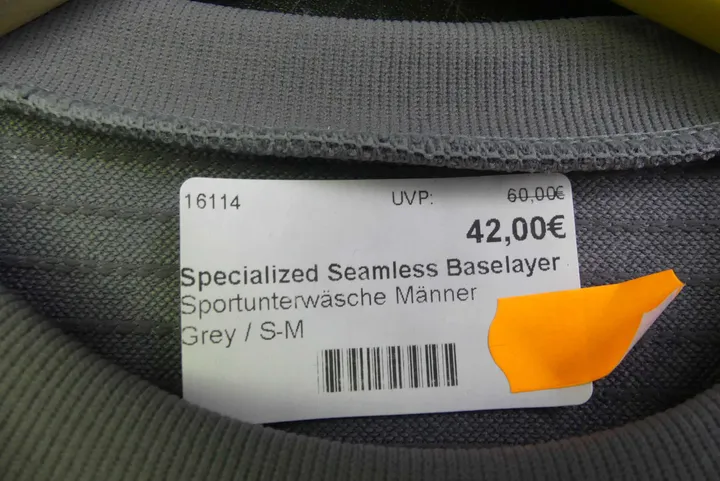 16114 UVP: 60,00€
42,00€
Specialized Seamless Baselayer
Sportunterwäsche Männer
Grey / S-M